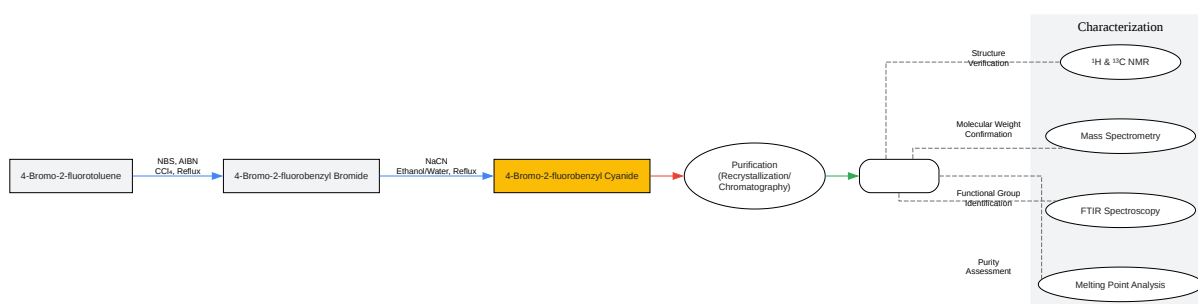 Characterization
Structure
Verification
¹H & ¹³C NMR
Molecular Weight
Confirmation
Mass Spectrometry
4-Bromo-2-fluorotoluene
NBS, AIBN
CCl₄, Reflux
4-Bromo-2-fluorobenzyl Bromide
NaCN
Ethanol/Water, Reflux
4-Bromo-2-fluorobenzyl Cyanide
Purification
(Recrystallization/
Chromatography)
Functional Group
Identification
FTIR Spectroscopy
Purity
Assessment
Melting Point Analysis